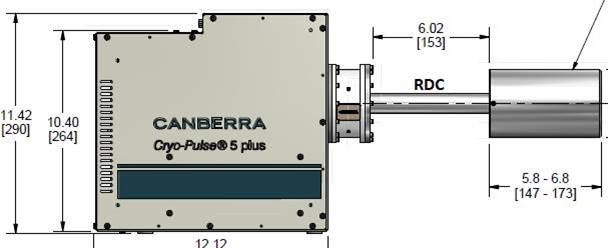 6.02
[153]
RDC
11.42
[290]
10.40
[264]
CANBERRA
Cryo-Pulse® 5 plus
5.8 - 6.8
[147 - 173]
12.12